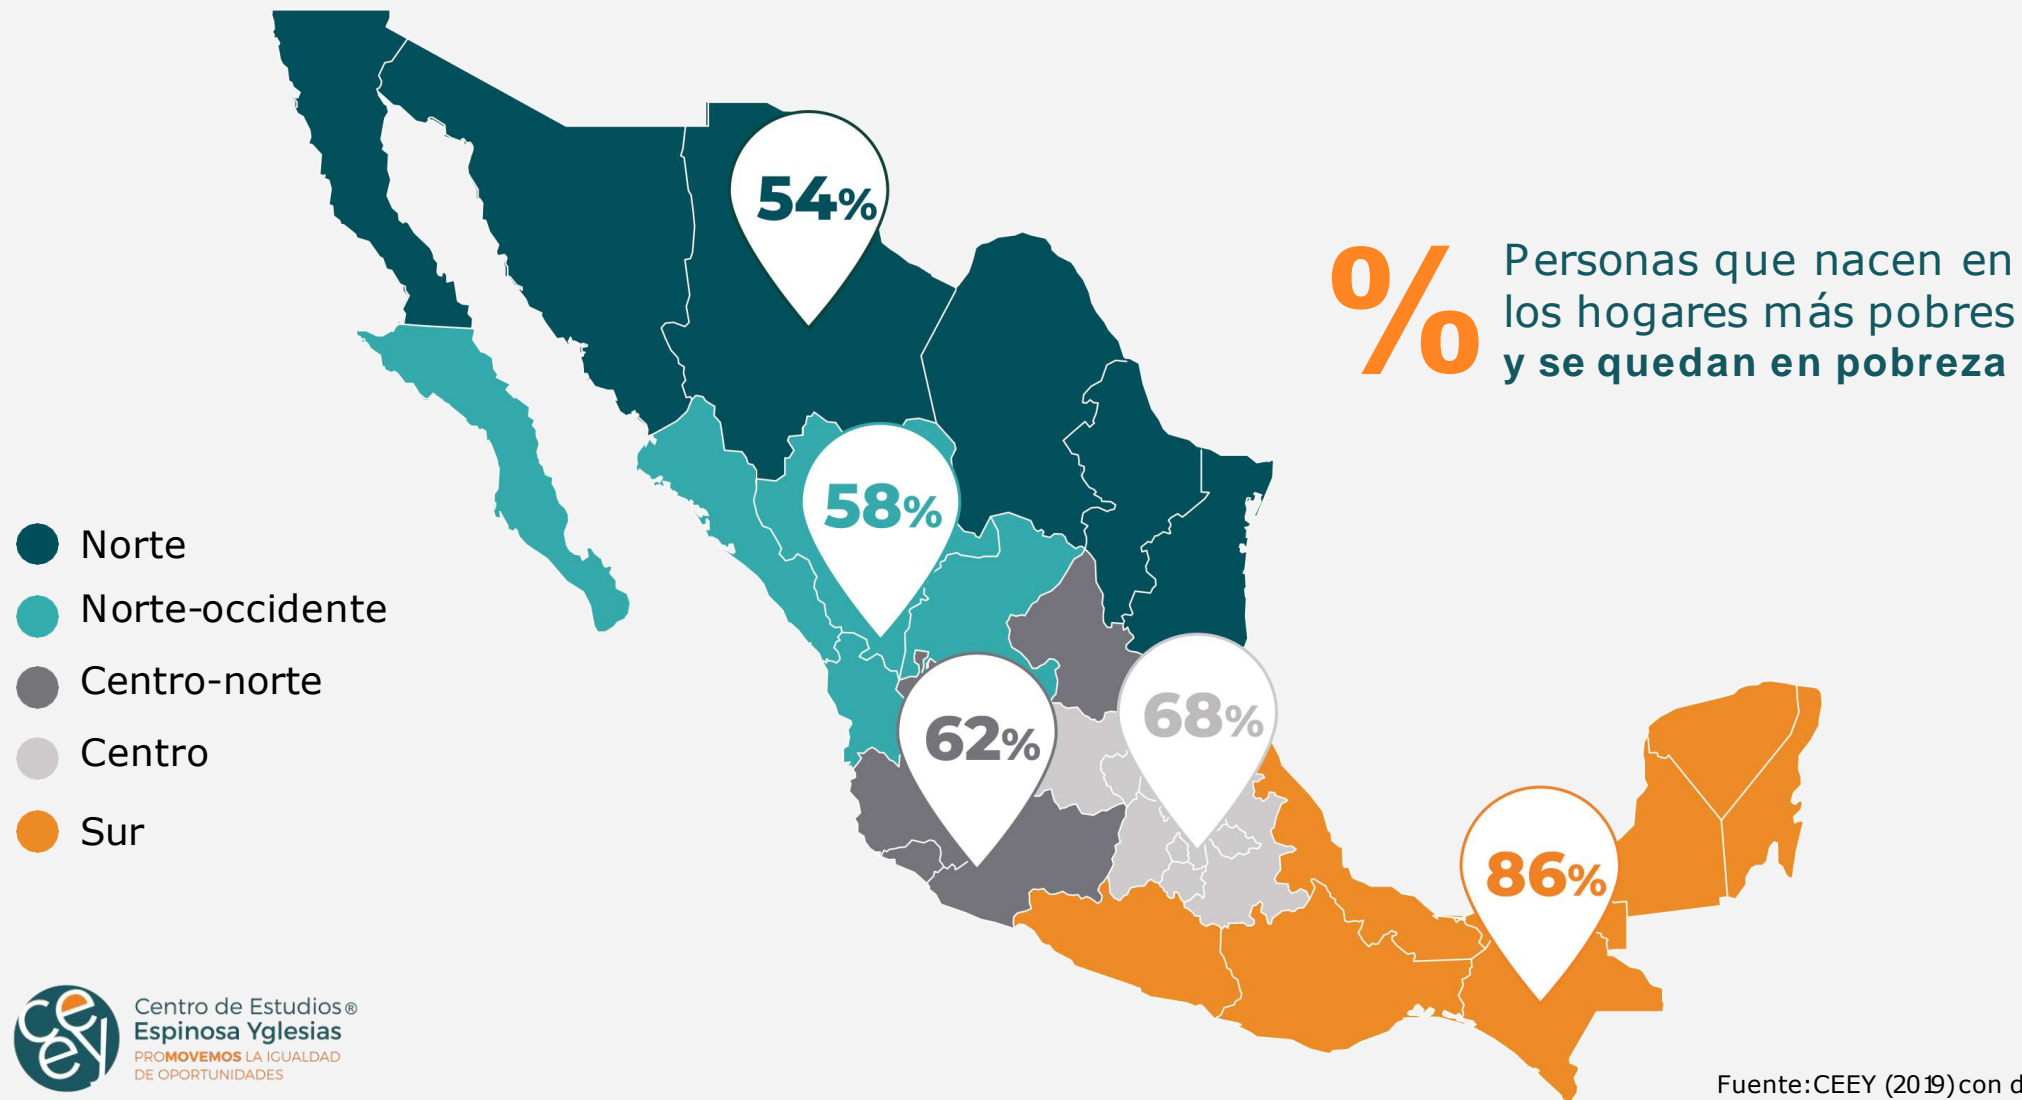 54%
% Personas que nacen en
los hogares más pobres
y se quedan en pobreza
58%
Norte
Norte-occidente
Centro-norte
Centro
Sur
62%
68%
86%
CEEY
Centro de Estudios®
Espinosa Yglesias
PROMOVEMOS LA IGUALDAD
DE OPORTUNIDADES
Fuente: CEEY (2019) con d